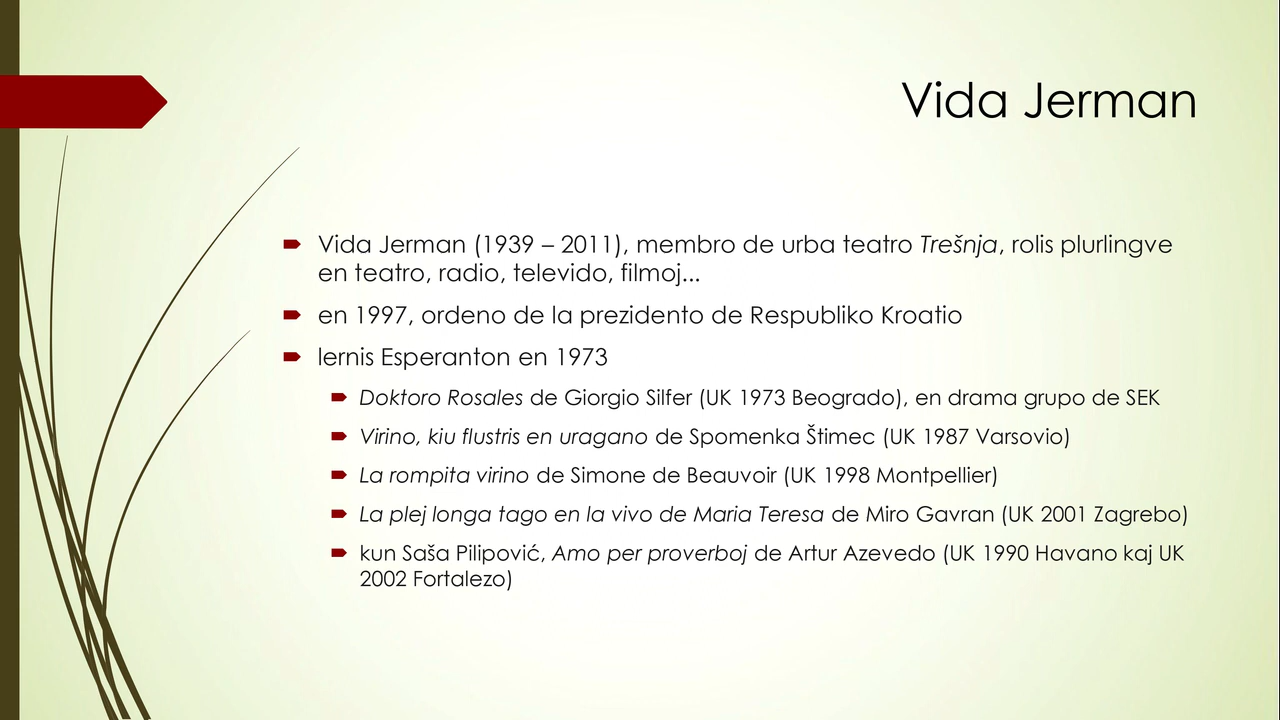 Vida Jerman
Vida Jerman (1939 – 2011), membro de urba teatro Trešnja, rolis plurlingve
en teatro, radio, televido, filmoj...
en 1997, ordeno de la prezidento de Respubliko Kroatio
lernis Esperanton en 1973
Doktoro Rosales de Giorgio Silfer (UK 1973 Beogrado), en drama grupo de SEK
Virino, kiu flustris en uragano de Spomenka Štimec (UK 1987 Varsovio)
La rompita virino de Simone de Beauvoir (UK 1998 Montpellier)
La plej longa tago en la vivo de Maria Teresa de Miro Gavran (UK 2001 Zagrebo)
kun Saša Pilipović, Amo per proverboj de Artur Azevedo (UK 1990 Havano kaj UK
2002 Fortalezo)